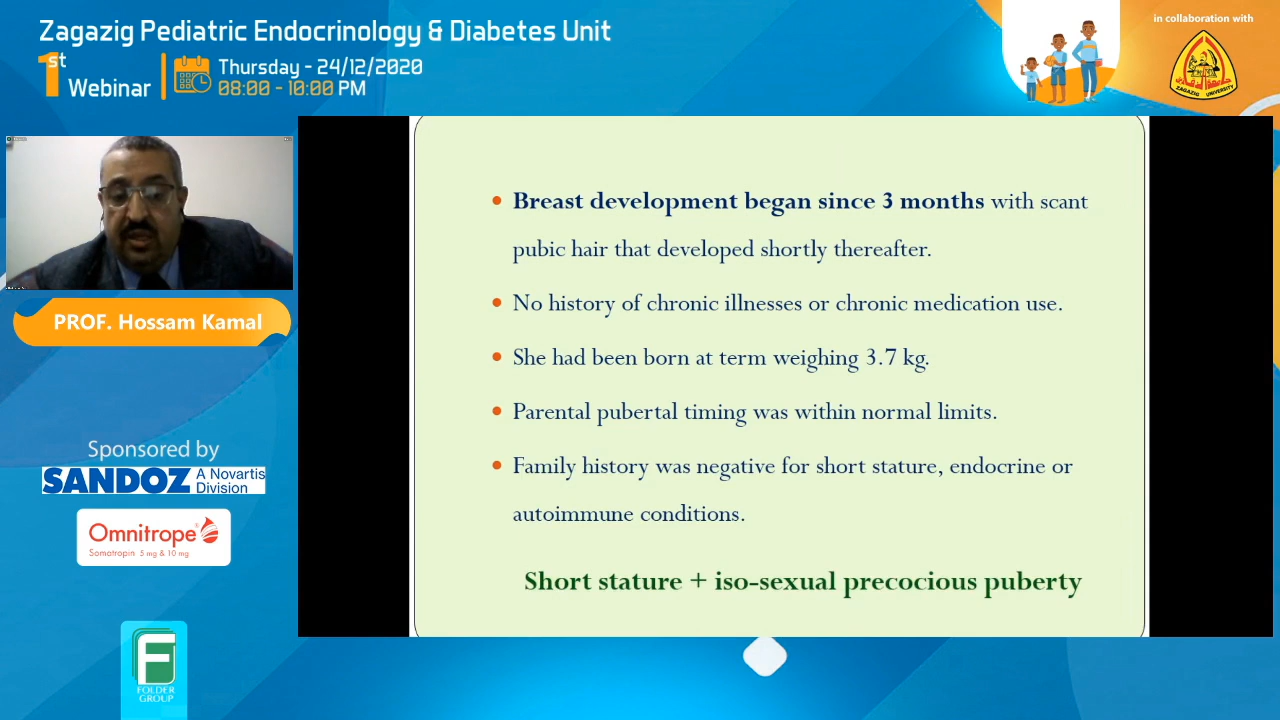 Zagazig Pediatric Endocrinology & Diabetes Unit
1st Webinar
Thursday - 24/12/2020
08:00 - 10:00 PM
in collaboration with
ZAGAZIG UNIVERSITY
PROF. Hossam Kamal
Sponsored by
SANDOZ A Novartis
Division
Omnitrope®
Somatropin 5 mg & 10 mg
FOLDER
GROUP
• Breast development began since 3 months with scant
pubic hair that developed shortly thereafter.
• No history of chronic illnesses or chronic medication use.
• She had been born at term weighing 3.7 kg.
• Parental pubertal timing was within normal limits.
• Family history was negative for short stature, endocrine or
autoimmune conditions.
Short stature + iso-sexual precocious puberty